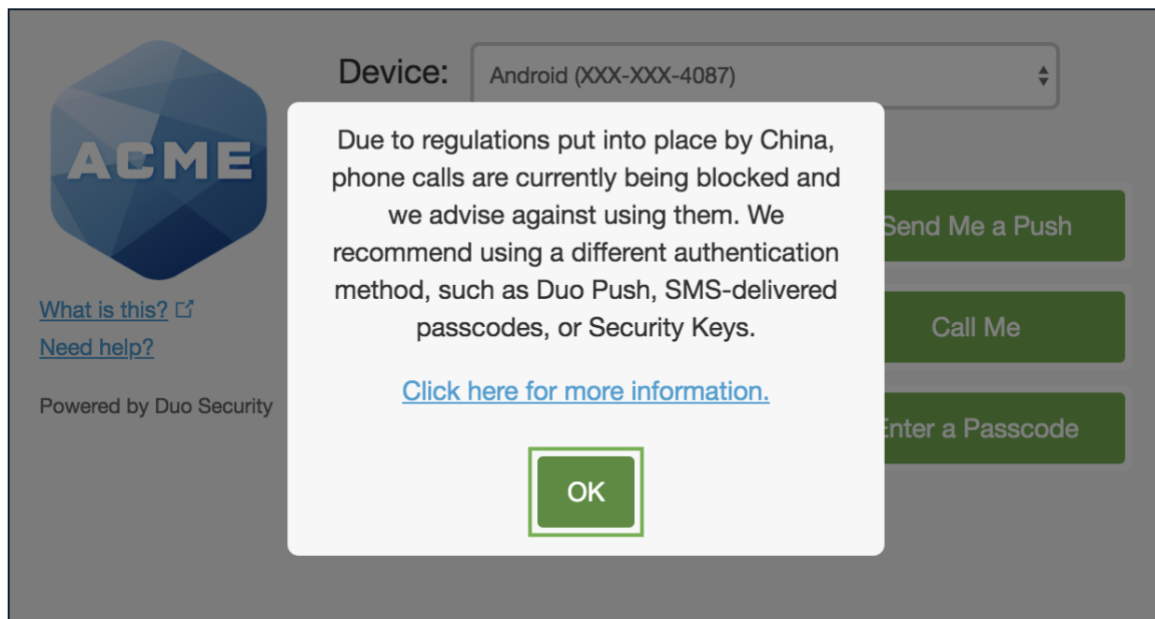 Device:
Android (XXX-XXX-4087)
ACME
Due to regulations put into place by China,
phone calls are currently being blocked and
we advise against using them. We
recommend using a different authentication
method, such as Duo Push, SMS-delivered
passcodes, or Security Keys.
Click here for more information.
OK
Send Me a Push
Call Me
Enter a Passcode
What is this?
Need help?
Powered by Duo Security